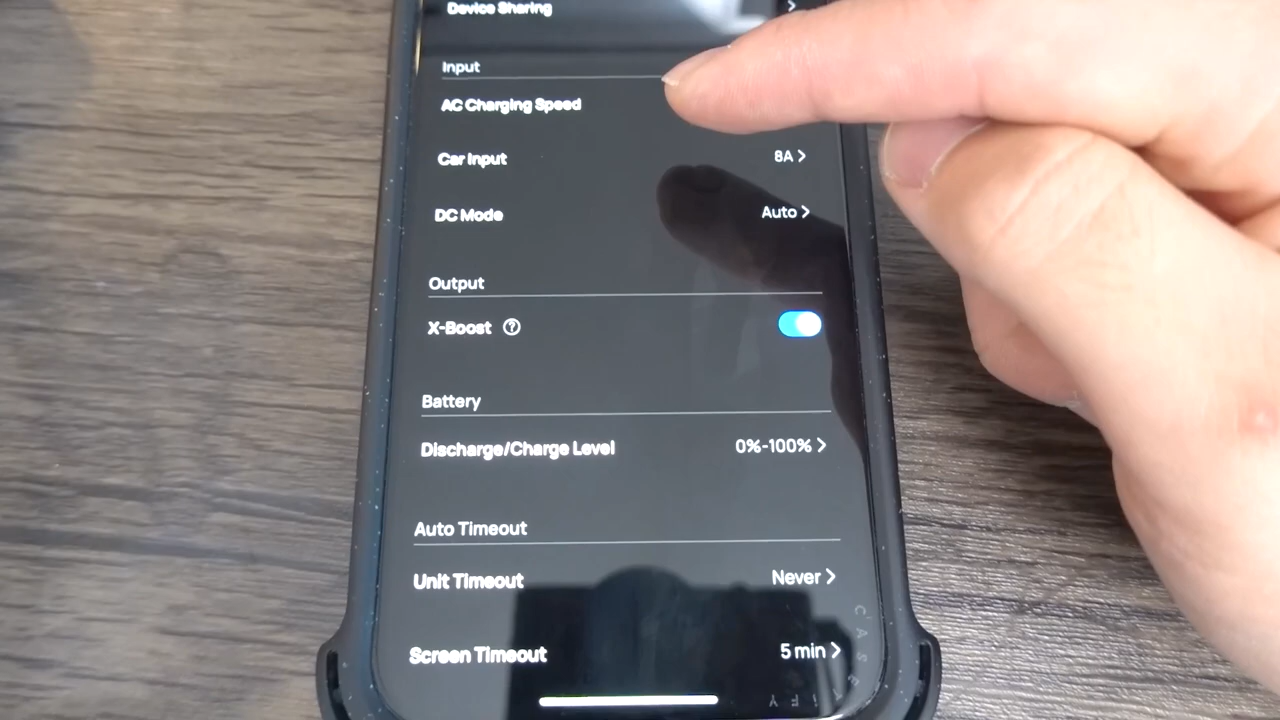 Device Sharing
Input
AC Charging Speed
Car Input 8A
DC Mode Auto
Output
X-Boost ?
Battery
Discharge/Charge Level 0%-100%
Auto Timeout
Unit Timeout Never
Screen Timeout 5 min
CASETiFY